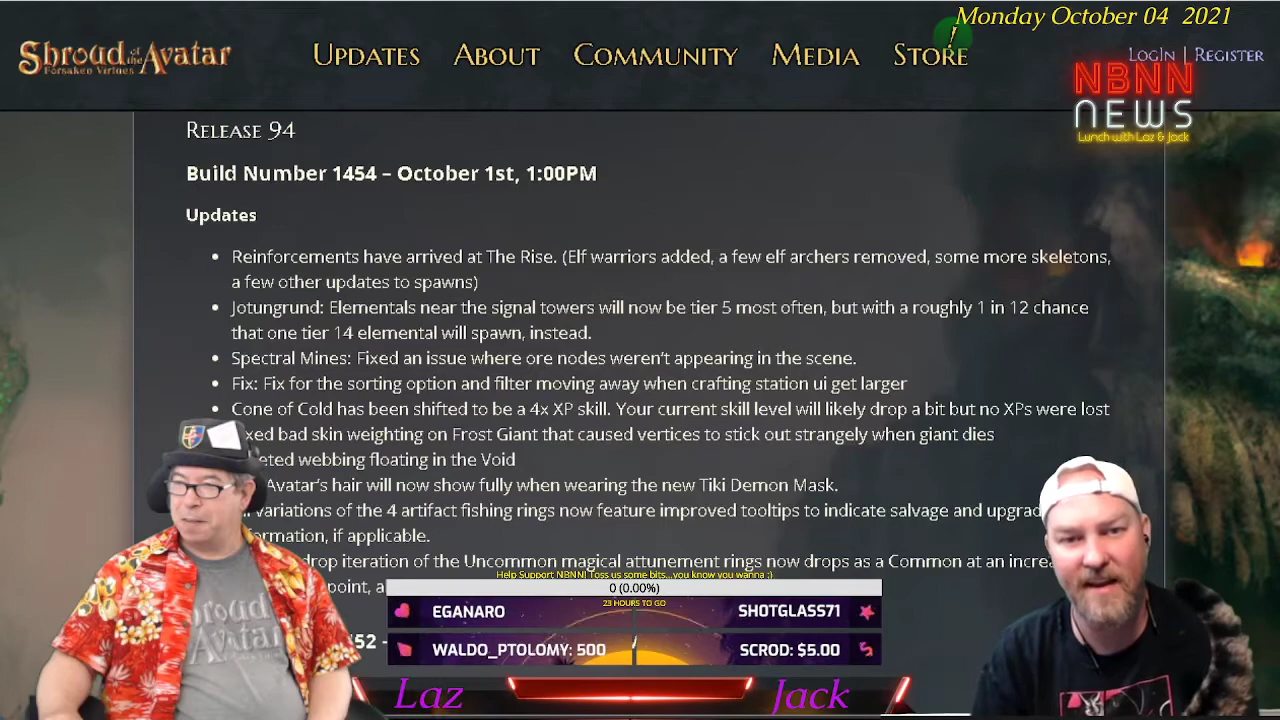 Monday October 04 2021
Shroud of the Avatar
Forsaken Virtues
Updates About Community Media Store
!
LogIn | Register
NBNN
NEWS
Lunch with Laz & Jack
Release 94
Build Number 1454 – October 1st, 1:00PM
Updates
• Reinforcements have arrived at The Rise. (Elf warriors added, a few elf archers removed, some more skeletons,
a few other updates to spawns)
• Jotungrund: Elementals near the signal towers will now be tier 5 most often, but with a roughly 1 in 12 chance
that one tier 14 elemental will spawn, instead.
• Spectral Mines: Fixed an issue where ore nodes weren't appearing in the scene.
• Fix: Fix for the sorting option and filter moving away when crafting station ui get larger
• Cone of Cold has been shifted to be a 4x XP skill. Your current skill level will likely drop a bit but no XPs were lost
xed bad skin weighting on Frost Giant that caused vertices to stick out strangely when giant dies
eted webbing floating in the Void
Avatar's hair will now show fully when wearing the new Tiki Demon Mask.
variations of the 4 artifact fishing rings now feature improved tooltips to indicate salvage and upgrad
ormation, if applicable.
drop iteration of the Uncommon magical attunement rings now drops as a Common at an increa
point, a
Help Support NBNN! Toss us some bits...you know you wanna :)
0 (0.00%)
23 HOURS TO GO
EGANARO SHOTGLASS71
WALDO_PTOLOMY: 500 SCROD: $5.00
52 -
Shroud
Avatar
Laz Jack